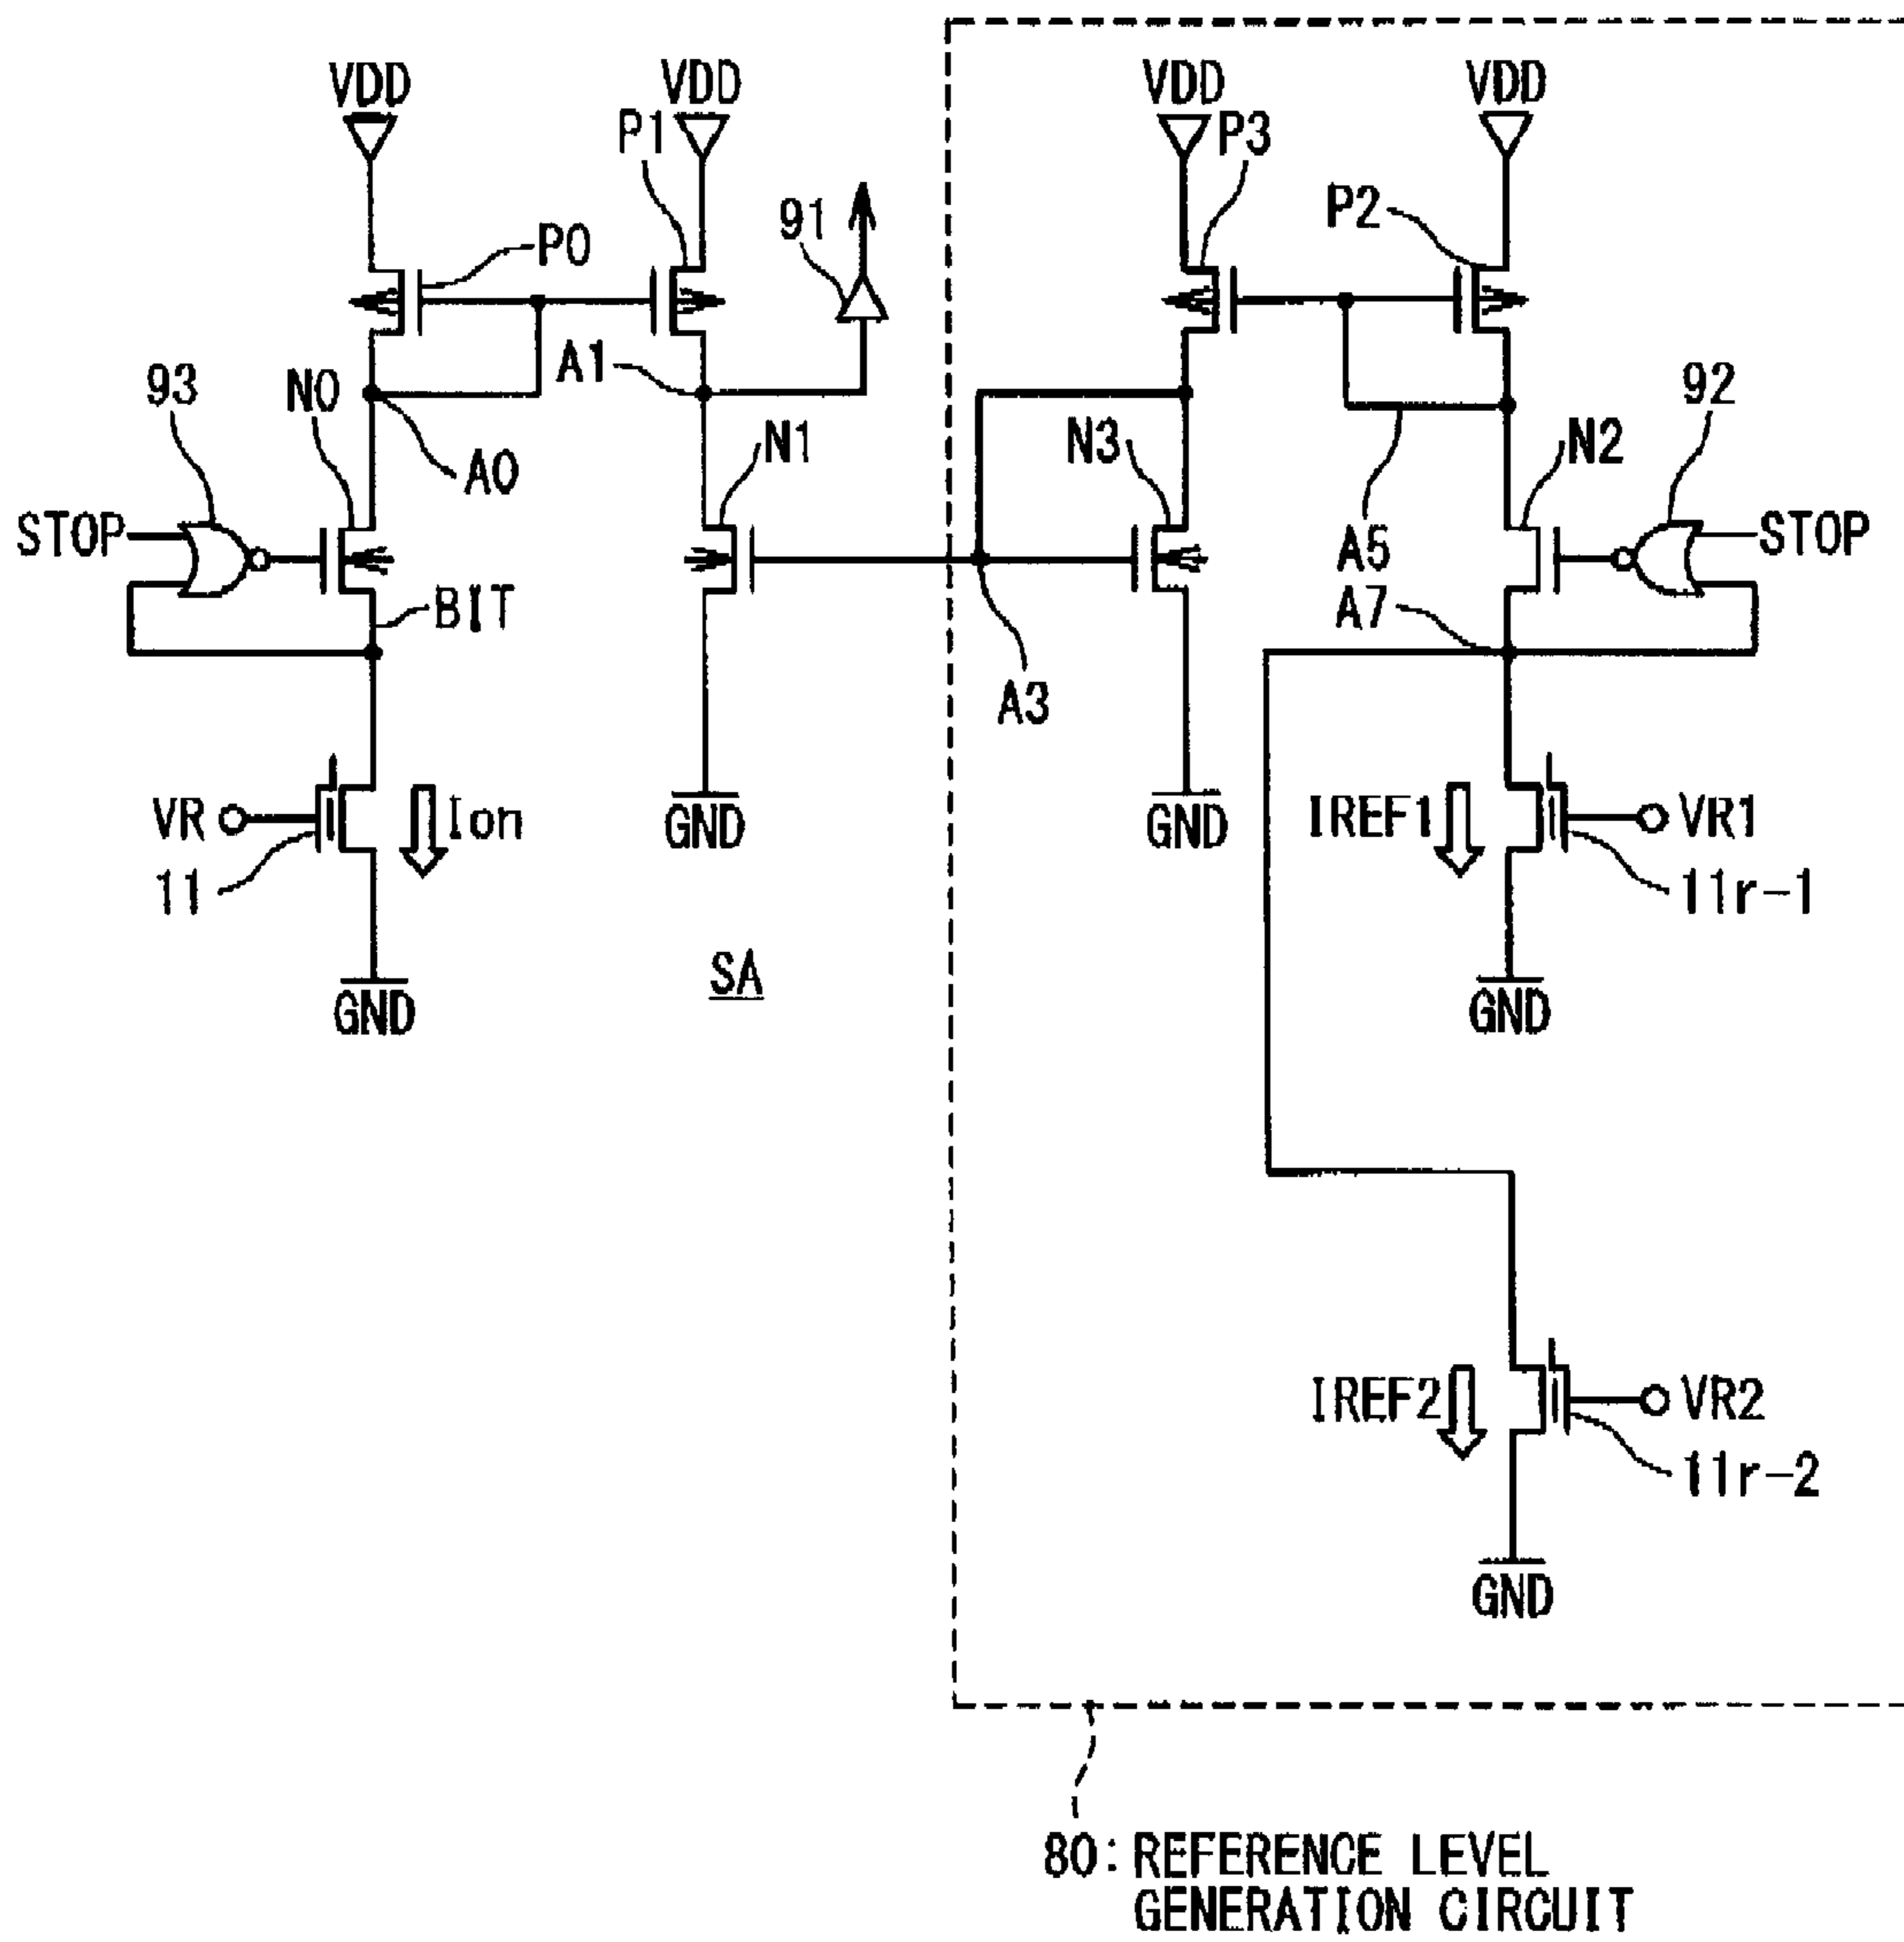 VDD
VDD
VDD
VDD
P1
P3
P2
91
P0
93
N0
A1
A0
N1
N3
N2
92
STOP
STOP
A5
BIT
A7
A3
VR
Ion
11
GND
GND
IREF1
VR1
11r-1
SA
GND
GND
IREF2
VR2
11r-2
GND
80: REFERENCE LEVEL
GENERATION CIRCUIT